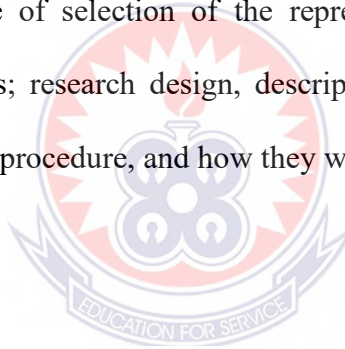 e of selection of the repre
s; research design, descrip
procedure, and how they w
EDUCATION FOR SERVICE